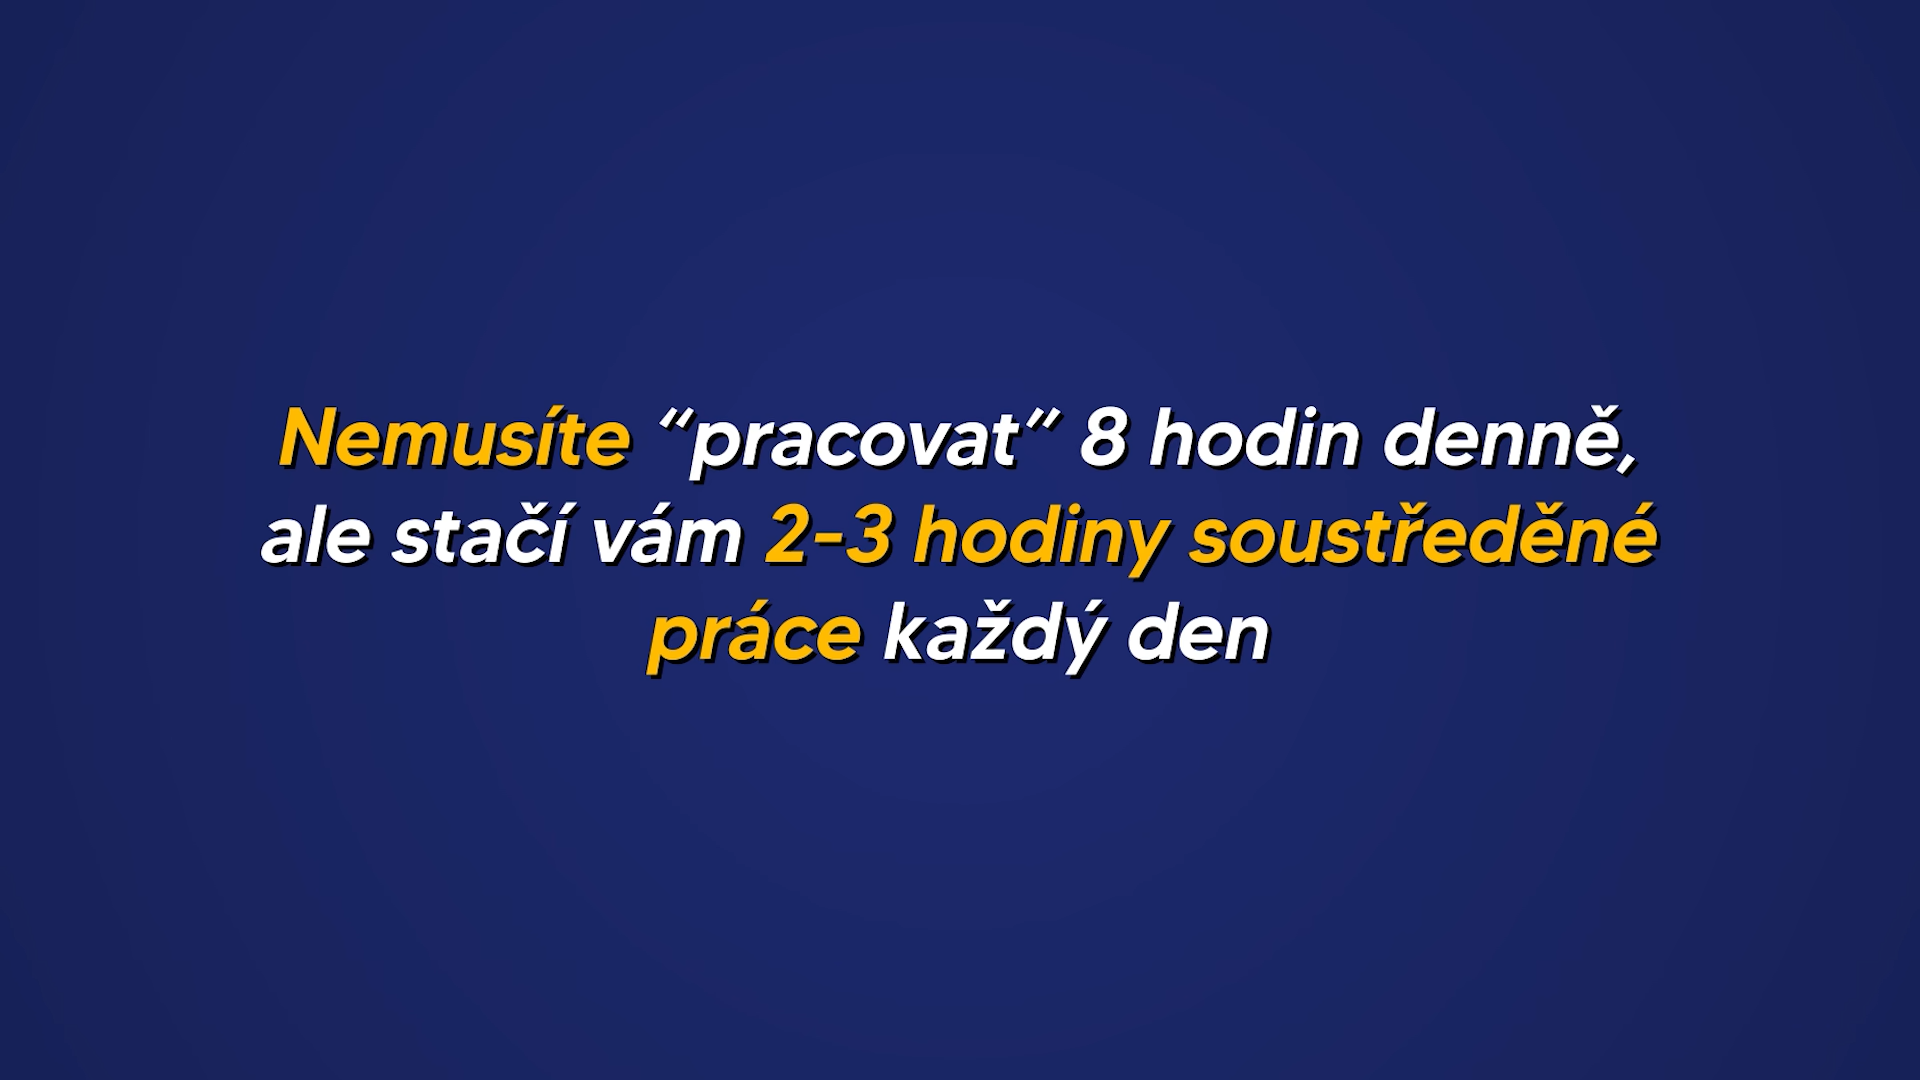 Nemusíte “pracovat” 8 hodin denně,
ale stačí vám 2-3 hodiny soustředěné
práce každý den